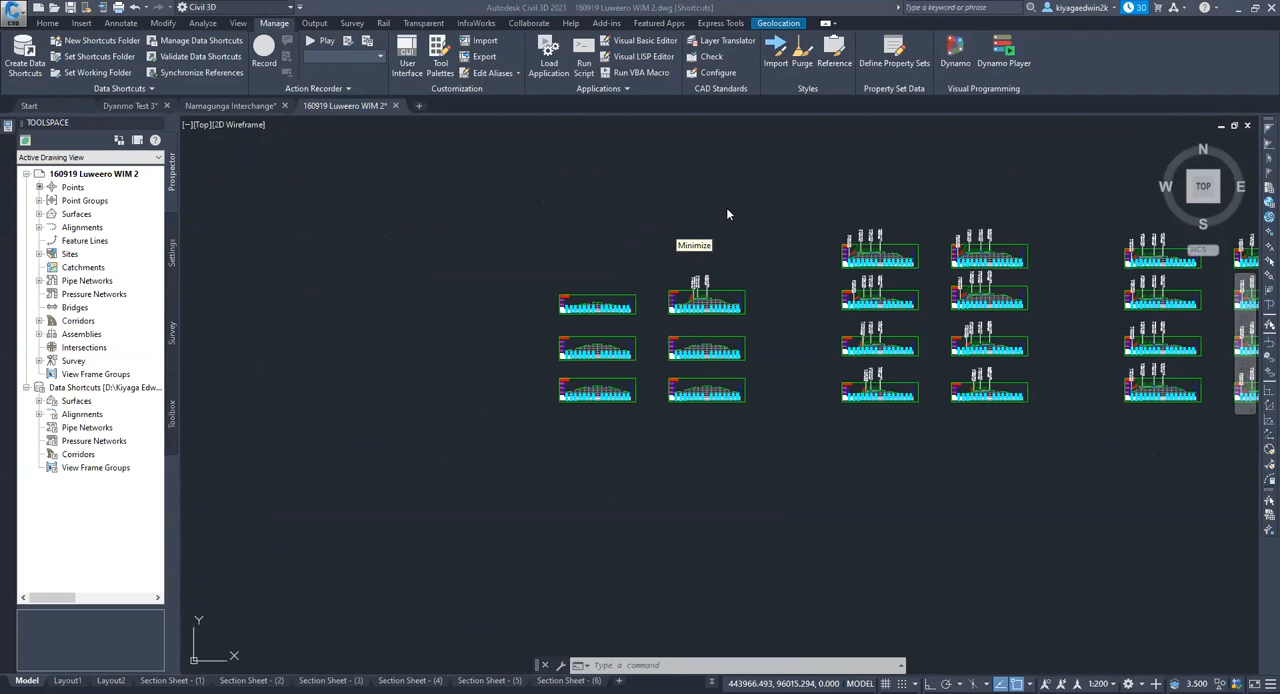 C3D
Civil 3D
Autodesk Civil 3D 2021 160919 Luweero WIM 2.dwg [Shortcuts]
Type a keyword or phrase
kiyagaedwin2k
30
Home Insert Annotate Modify Analyze View Manage Output Survey Rail Transparent InfraWorks Collaborate Help Add-ins Featured Apps Express Tools Geolocation
Create Data
Shortcuts
New Shortcuts Folder
Set Shortcuts Folder
Set Working Folder
Manage Data Shortcuts
Validate Data Shortcuts
Synchronize References
Data Shortcuts
Record
Play
Action Recorder
CUI
User
Interface
Tool
Palettes
Import
Export
Edit Aliases
Customization
Load
Application
Run
Script
Visual Basic Editor
Visual LISP Editor
Run VBA Macro
Applications
Layer Translator
Check
Configure
CAD Standards
Import
Purge
Reference
Styles
Define Property Sets
Property Set Data
Dynamo
Dynamo Player
Visual Programming
Start
Dyanmo Test 3*
Namagunga Interchange*
160919 Luweero WIM 2*
TOOLSPACE
Active Drawing View
160919 Luweero WIM 2
Points
Point Groups
Surfaces
Alignments
Feature Lines
Sites
Catchments
Pipe Networks
Pressure Networks
Bridges
Corridors
Assemblies
Intersections
Survey
View Frame Groups
Data Shortcuts [D:\Kiyaga Edw...
Surfaces
Alignments
Pipe Networks
Pressure Networks
Corridors
View Frame Groups
Prospector
Settings
Survey
Toolbox
[−][Top][2D Wireframe]
Minimize
N
W
TOP
E
S
WCS
Y
X
Type a command
Model Layout1 Layout2 Section Sheet - (1) Section Sheet - (2) Section Sheet - (3) Section Sheet - (4) Section Sheet - (5) Section Sheet - (6)
443966.493, 96015.244, 0.000 MODEL
1:200
3.500